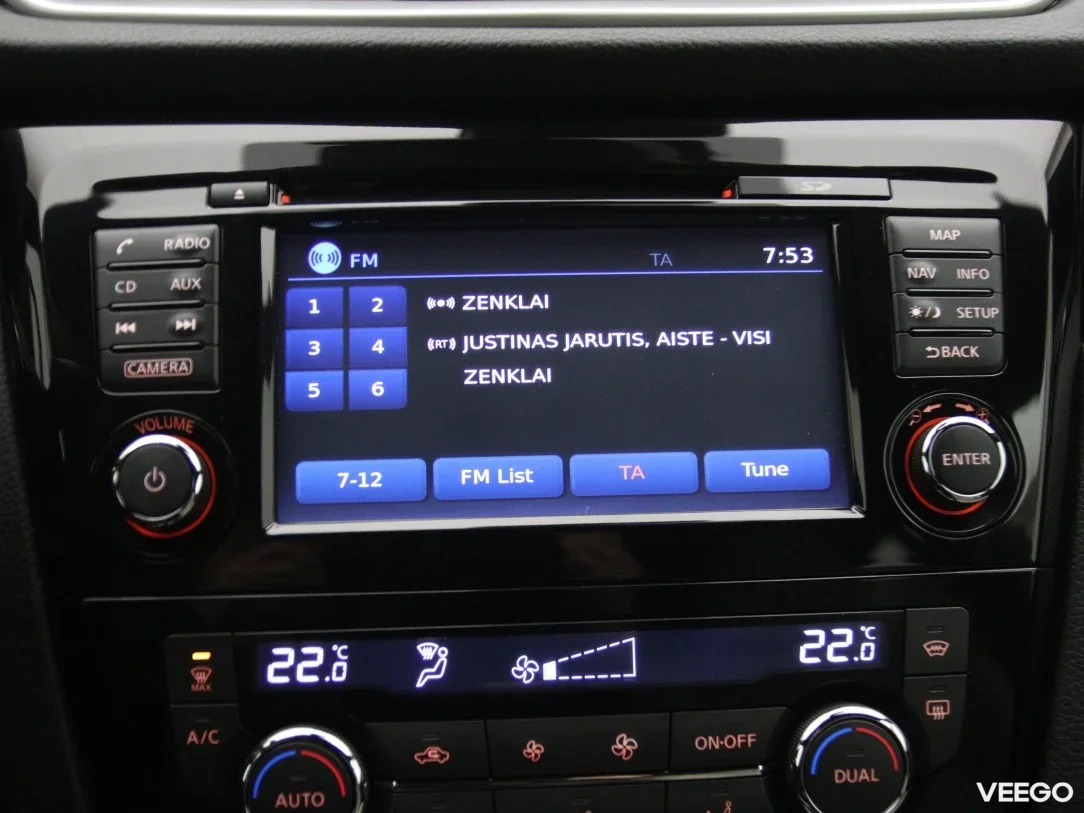 SD
RADIO
CD AUX
CAMERA
VOLUME
FM TA 7:53
1 2
3 4
5 6
ZENKLAI
(RT) JUSTINAS JARUTIS, AISTE - VISI
ZENKLAI
7-12 FM List TA Tune
MAP
NAV INFO
SETUP
BACK
ENTER
22.0°C 22.0°C
MAX
A/C
ON·OFF
AUTO
DUAL
VEEGO